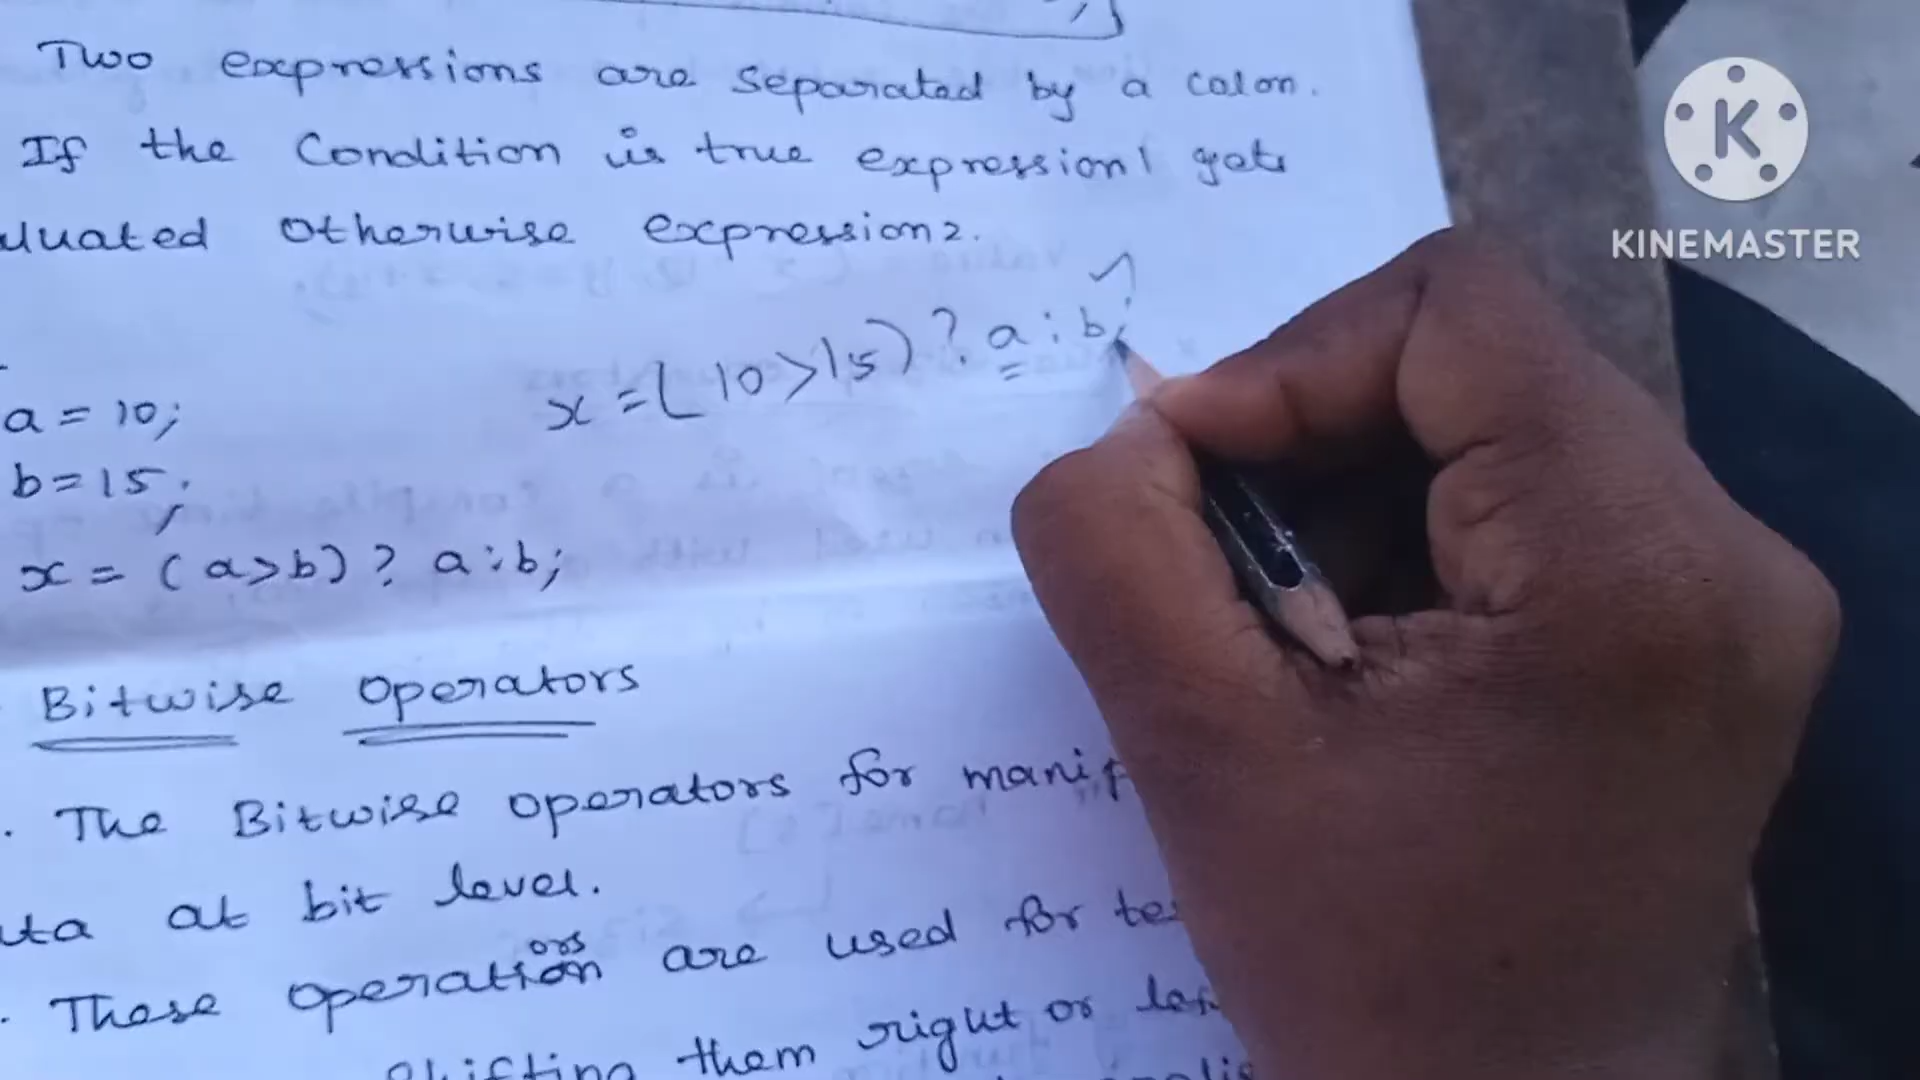 Two expressions are separated by a colon.
If the Condition is true expression1 gets
luated otherwise expression2.
x = (10>15) ? a : b;
a = 10;
b = 15;
x = (a>b) ? a : b;
Bitwise Operators
The Bitwise operators for manip
ta at bit level.
ors
These operation are used for te
shifting them right or lef
K
KINEMASTER